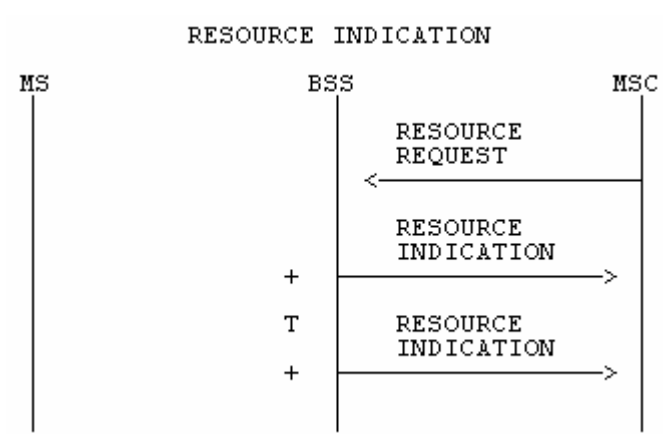 RESOURCE INDICATION
MS BSS MSC
RESOURCE
REQUEST
RESOURCE
INDICATION
+
T RESOURCE
INDICATION
+